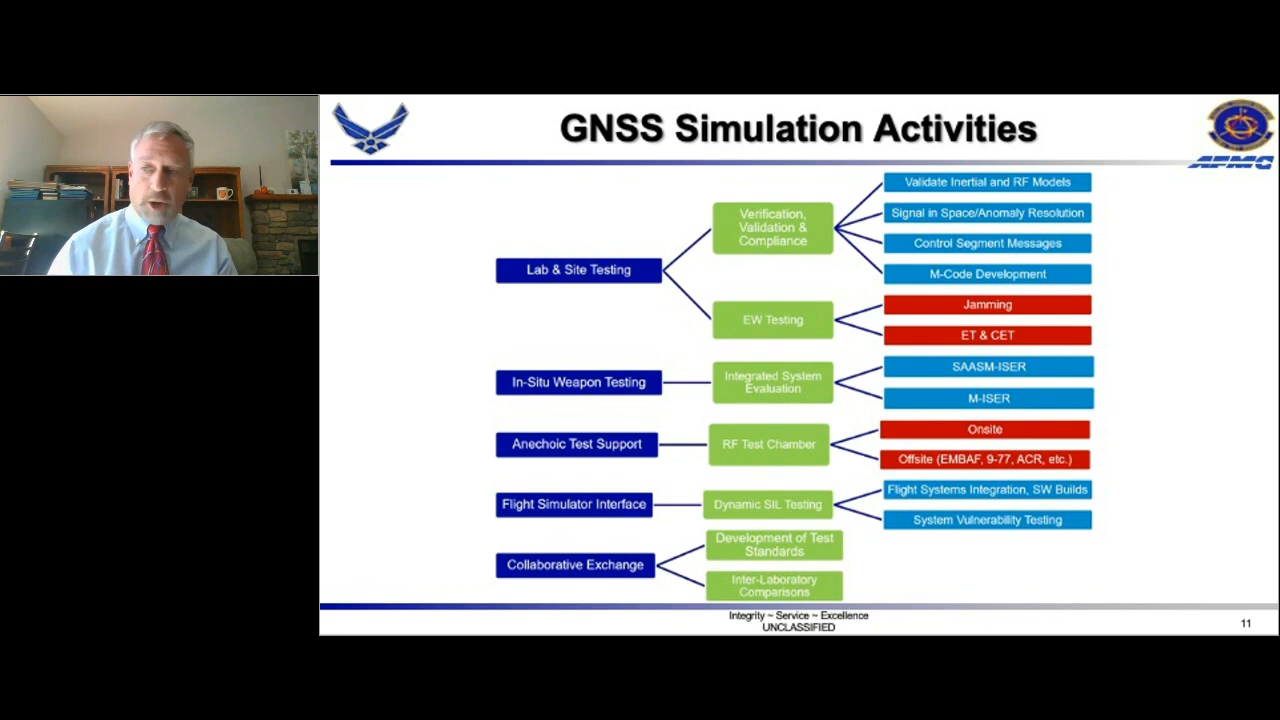 GNSS Simulation Activities
AFMC
Lab & Site Testing
Verification,
Validation &
Compliance
Validate Inertial and RF Models
Signal in Space/Anomaly Resolution
Control Segment Messages
M-Code Development
EW Testing
Jamming
ET & CET
In-Situ Weapon Testing
Integrated System
Evaluation
SAASM-ISER
M-ISER
Anechoic Test Support
RF Test Chamber
Onsite
Offsite (EMBAF, 9-77, ACR, etc.)
Flight Simulator Interface
Dynamic SIL Testing
Flight Systems Integration, SW Builds
System Vulnerability Testing
Collaborative Exchange
Development of Test
Standards
Inter-Laboratory
Comparisons
Integrity ~ Service ~ Excellence
UNCLASSIFIED
11